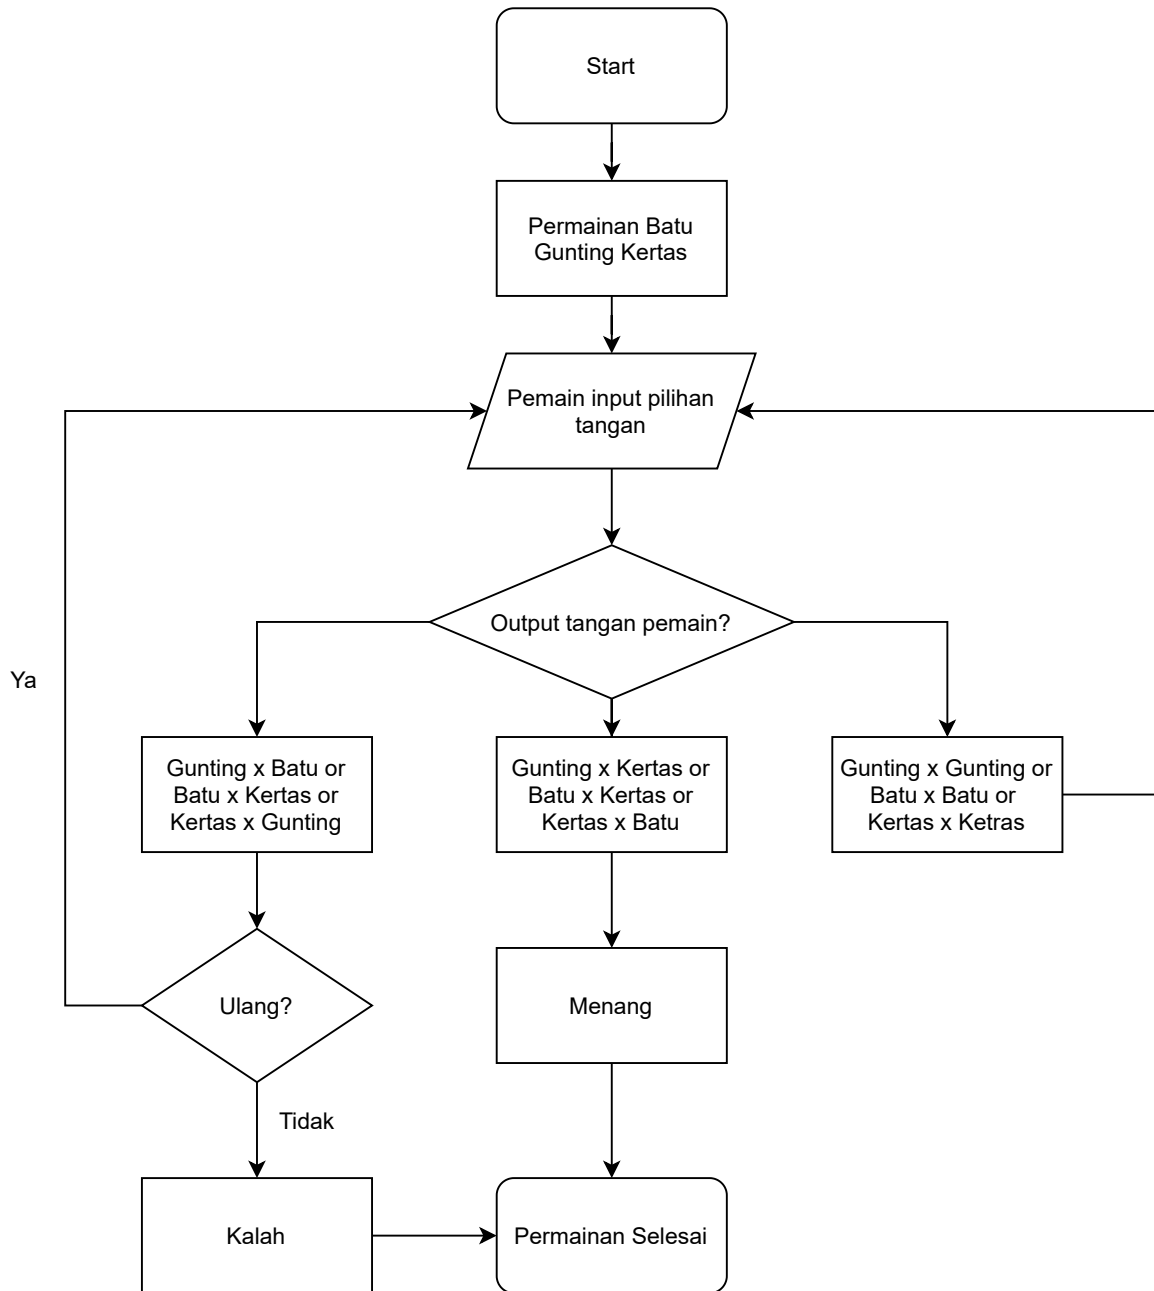 Start
Permainan Batu
Gunting Kertas
Pemain input pilihan
tangan
Output tangan pemain?
Ya
Gunting x Batu or
Batu x Kertas or
Kertas x Gunting
Gunting x Kertas or
Batu x Kertas or
Kertas x Batu
Gunting x Gunting or
Batu x Batu or
Kertas x Ketras
Ulang?
Menang
Tidak
Kalah
Permainan Selesai